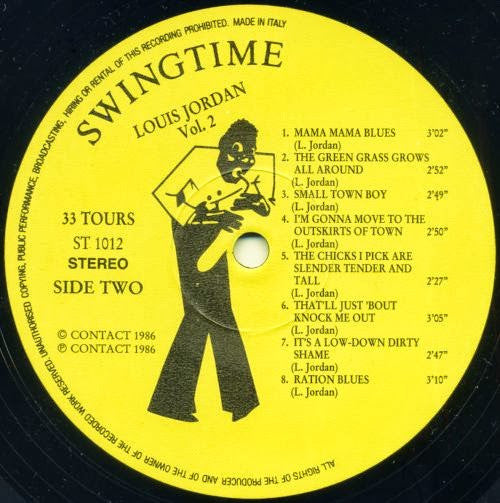 ALL RIGHTS OF THE PRODUCER AND OF THE OWNER OF THE RECORDED WORK RESERVED. UNAUTHORISED COPYING, PUBLIC PERFORMANCE, BROADCASTING, HIRING OR RENTAL OF THIS RECORDING PROHIBITED. MADE IN ITALY
SWINGTIME
LOUIS JORDAN
Vol. 2
33 TOURS
ST 1012
STEREO
SIDE TWO
© CONTACT 1986
℗ CONTACT 1986
1. MAMA MAMA BLUES 3'02"
(L. Jordan)
2. THE GREEN GRASS GROWS
ALL AROUND 2'52"
(L. Jordan)
3. SMALL TOWN BOY 2'49"
(L. Jordan)
4. I'M GONNA MOVE TO THE
OUTSKIRTS OF TOWN 2'50"
(L. Jordan)
5. THE CHICKS I PICK ARE
SLENDER TENDER AND
TALL 2'27"
(L. Jordan)
6. THAT'LL JUST 'BOUT
KNOCK ME OUT 3'05"
(L. Jordan)
7. IT'S A LOW-DOWN DIRTY
SHAME 2'47"
(L. Jordan)
8. RATION BLUES 3'10"
(L. Jordan)